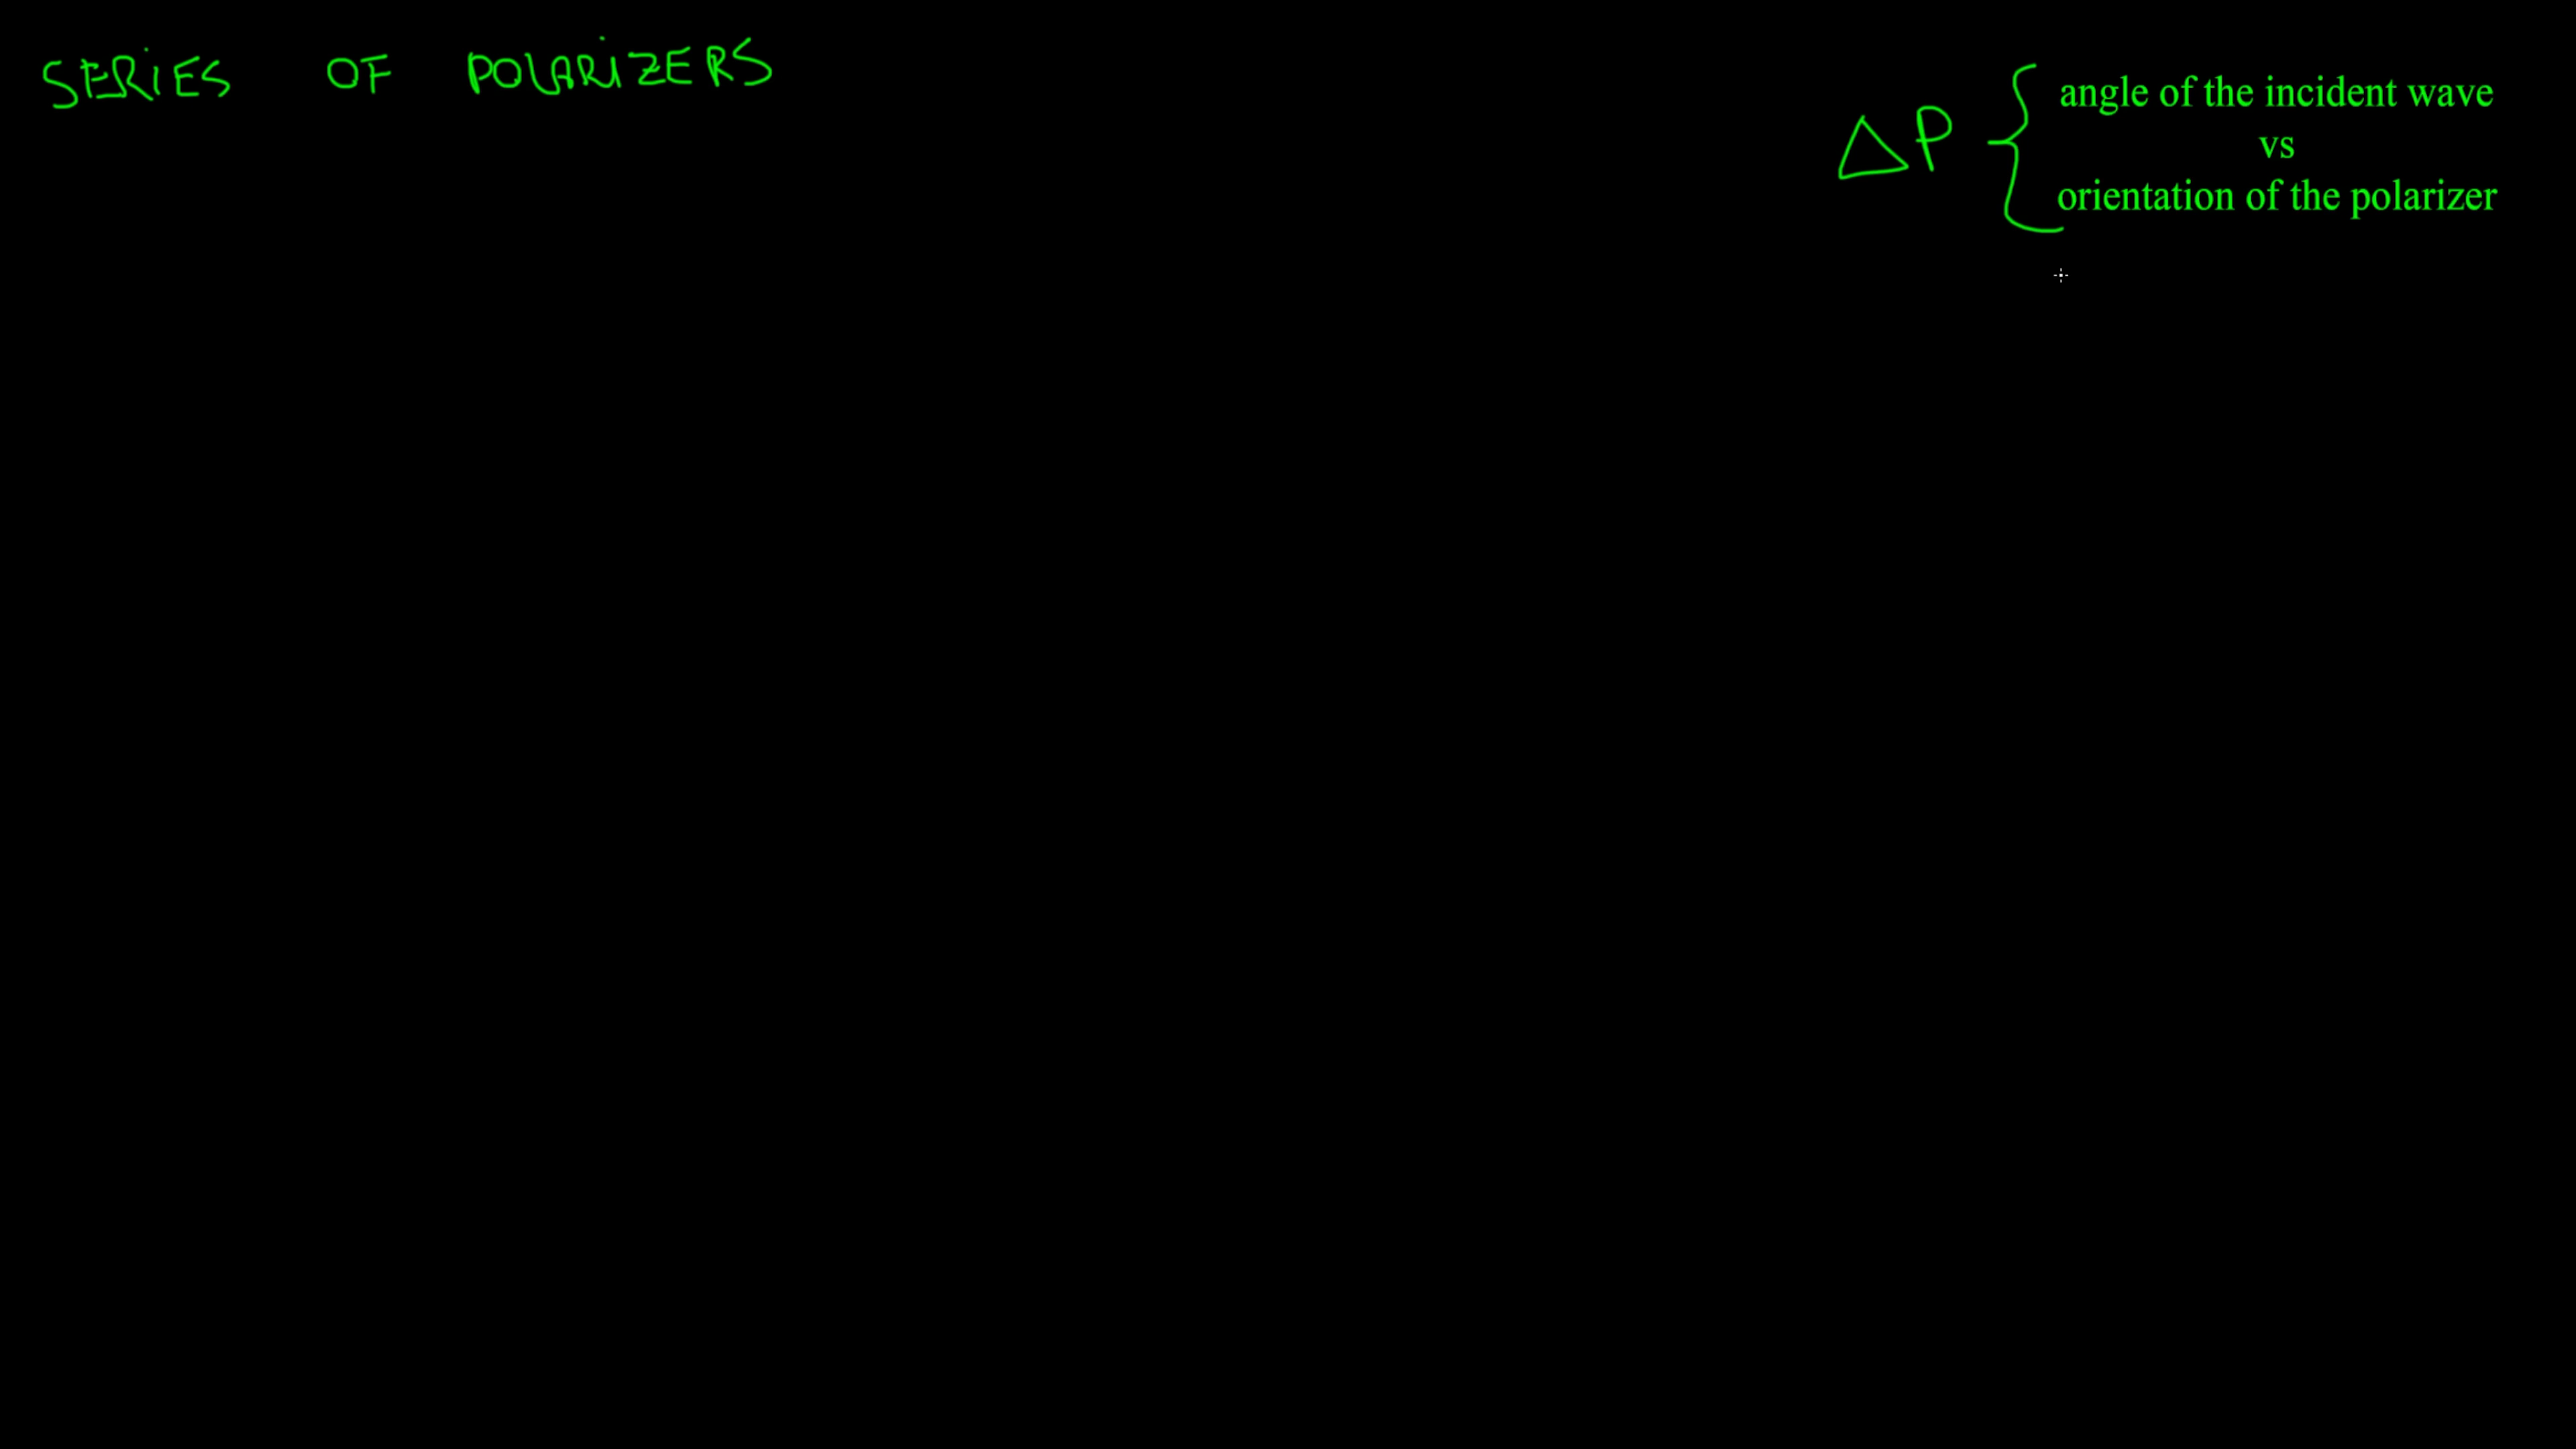 SERIES OF POLARIZERS
ΔP {
angle of the incident wave
vs
orientation of the polarizer